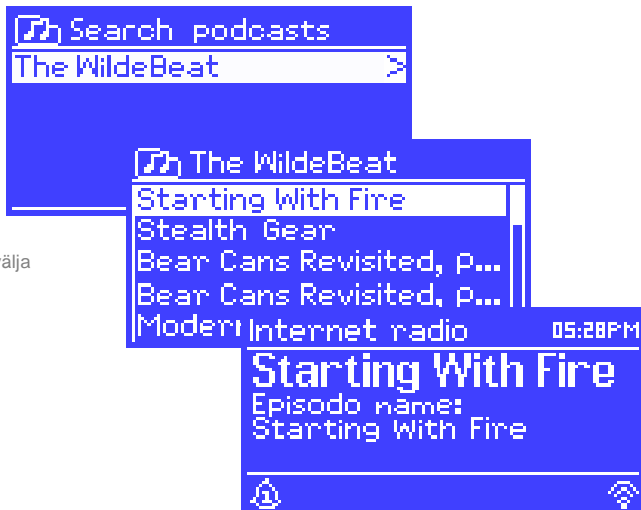 Search podcasts
The WildeBeat >
The WildeBeat
Starting With Fire
Stealth Gear
Bear Cans Revisited, p...
Bear Cans Revisited, p...
Modern
älja
Internet radio 05:28PM
Starting With Fire
Episodo name:
Starting With Fire